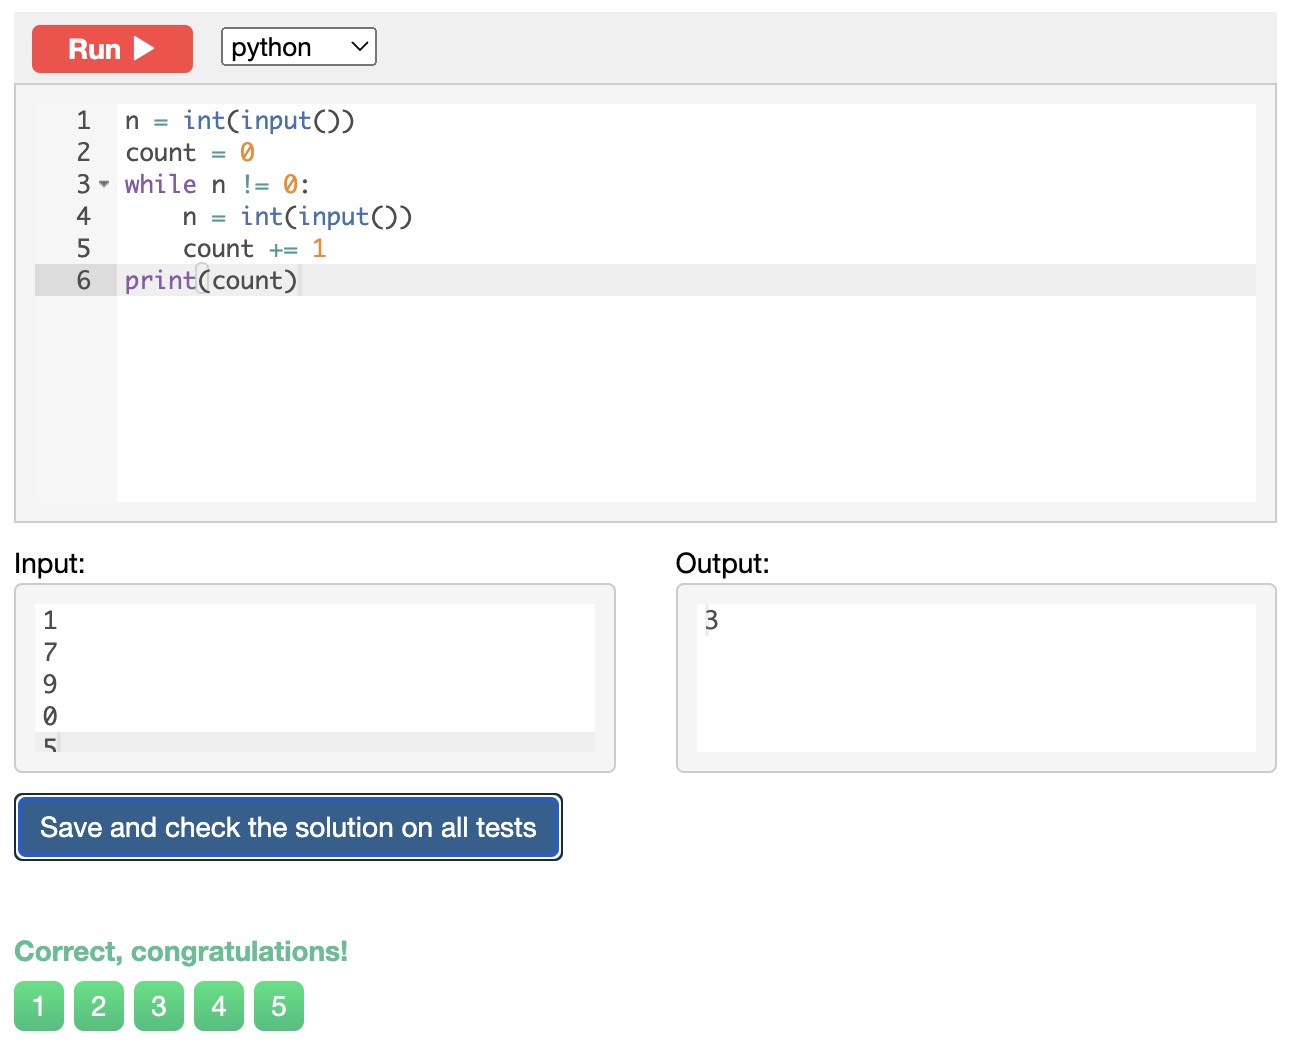 Run python
1 n = int(input())
2 count = 0
3 while n != 0:
4     n = int(input())
5     count += 1
6 print(count)
Input:
1
7
9
0
5
Output:
3
Save and check the solution on all tests
Correct, congratulations!
1 2 3 4 5